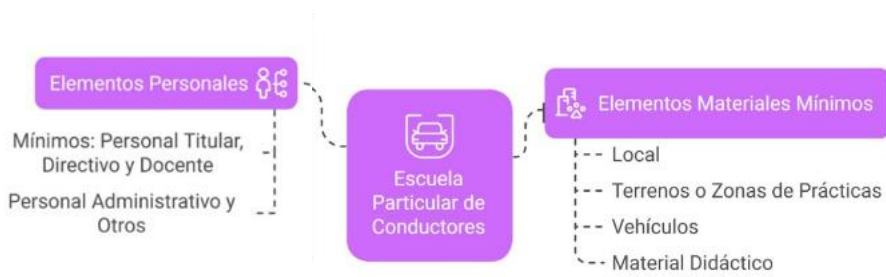 Elementos Personales
Mínimos: Personal Titular,
Directivo y Docente
Personal Administrativo y
Otros
Escuela
Particular de
Conductores
Elementos Materiales Mínimos
Local
Terrenos o Zonas de Prácticas
Vehículos
Material Didáctico